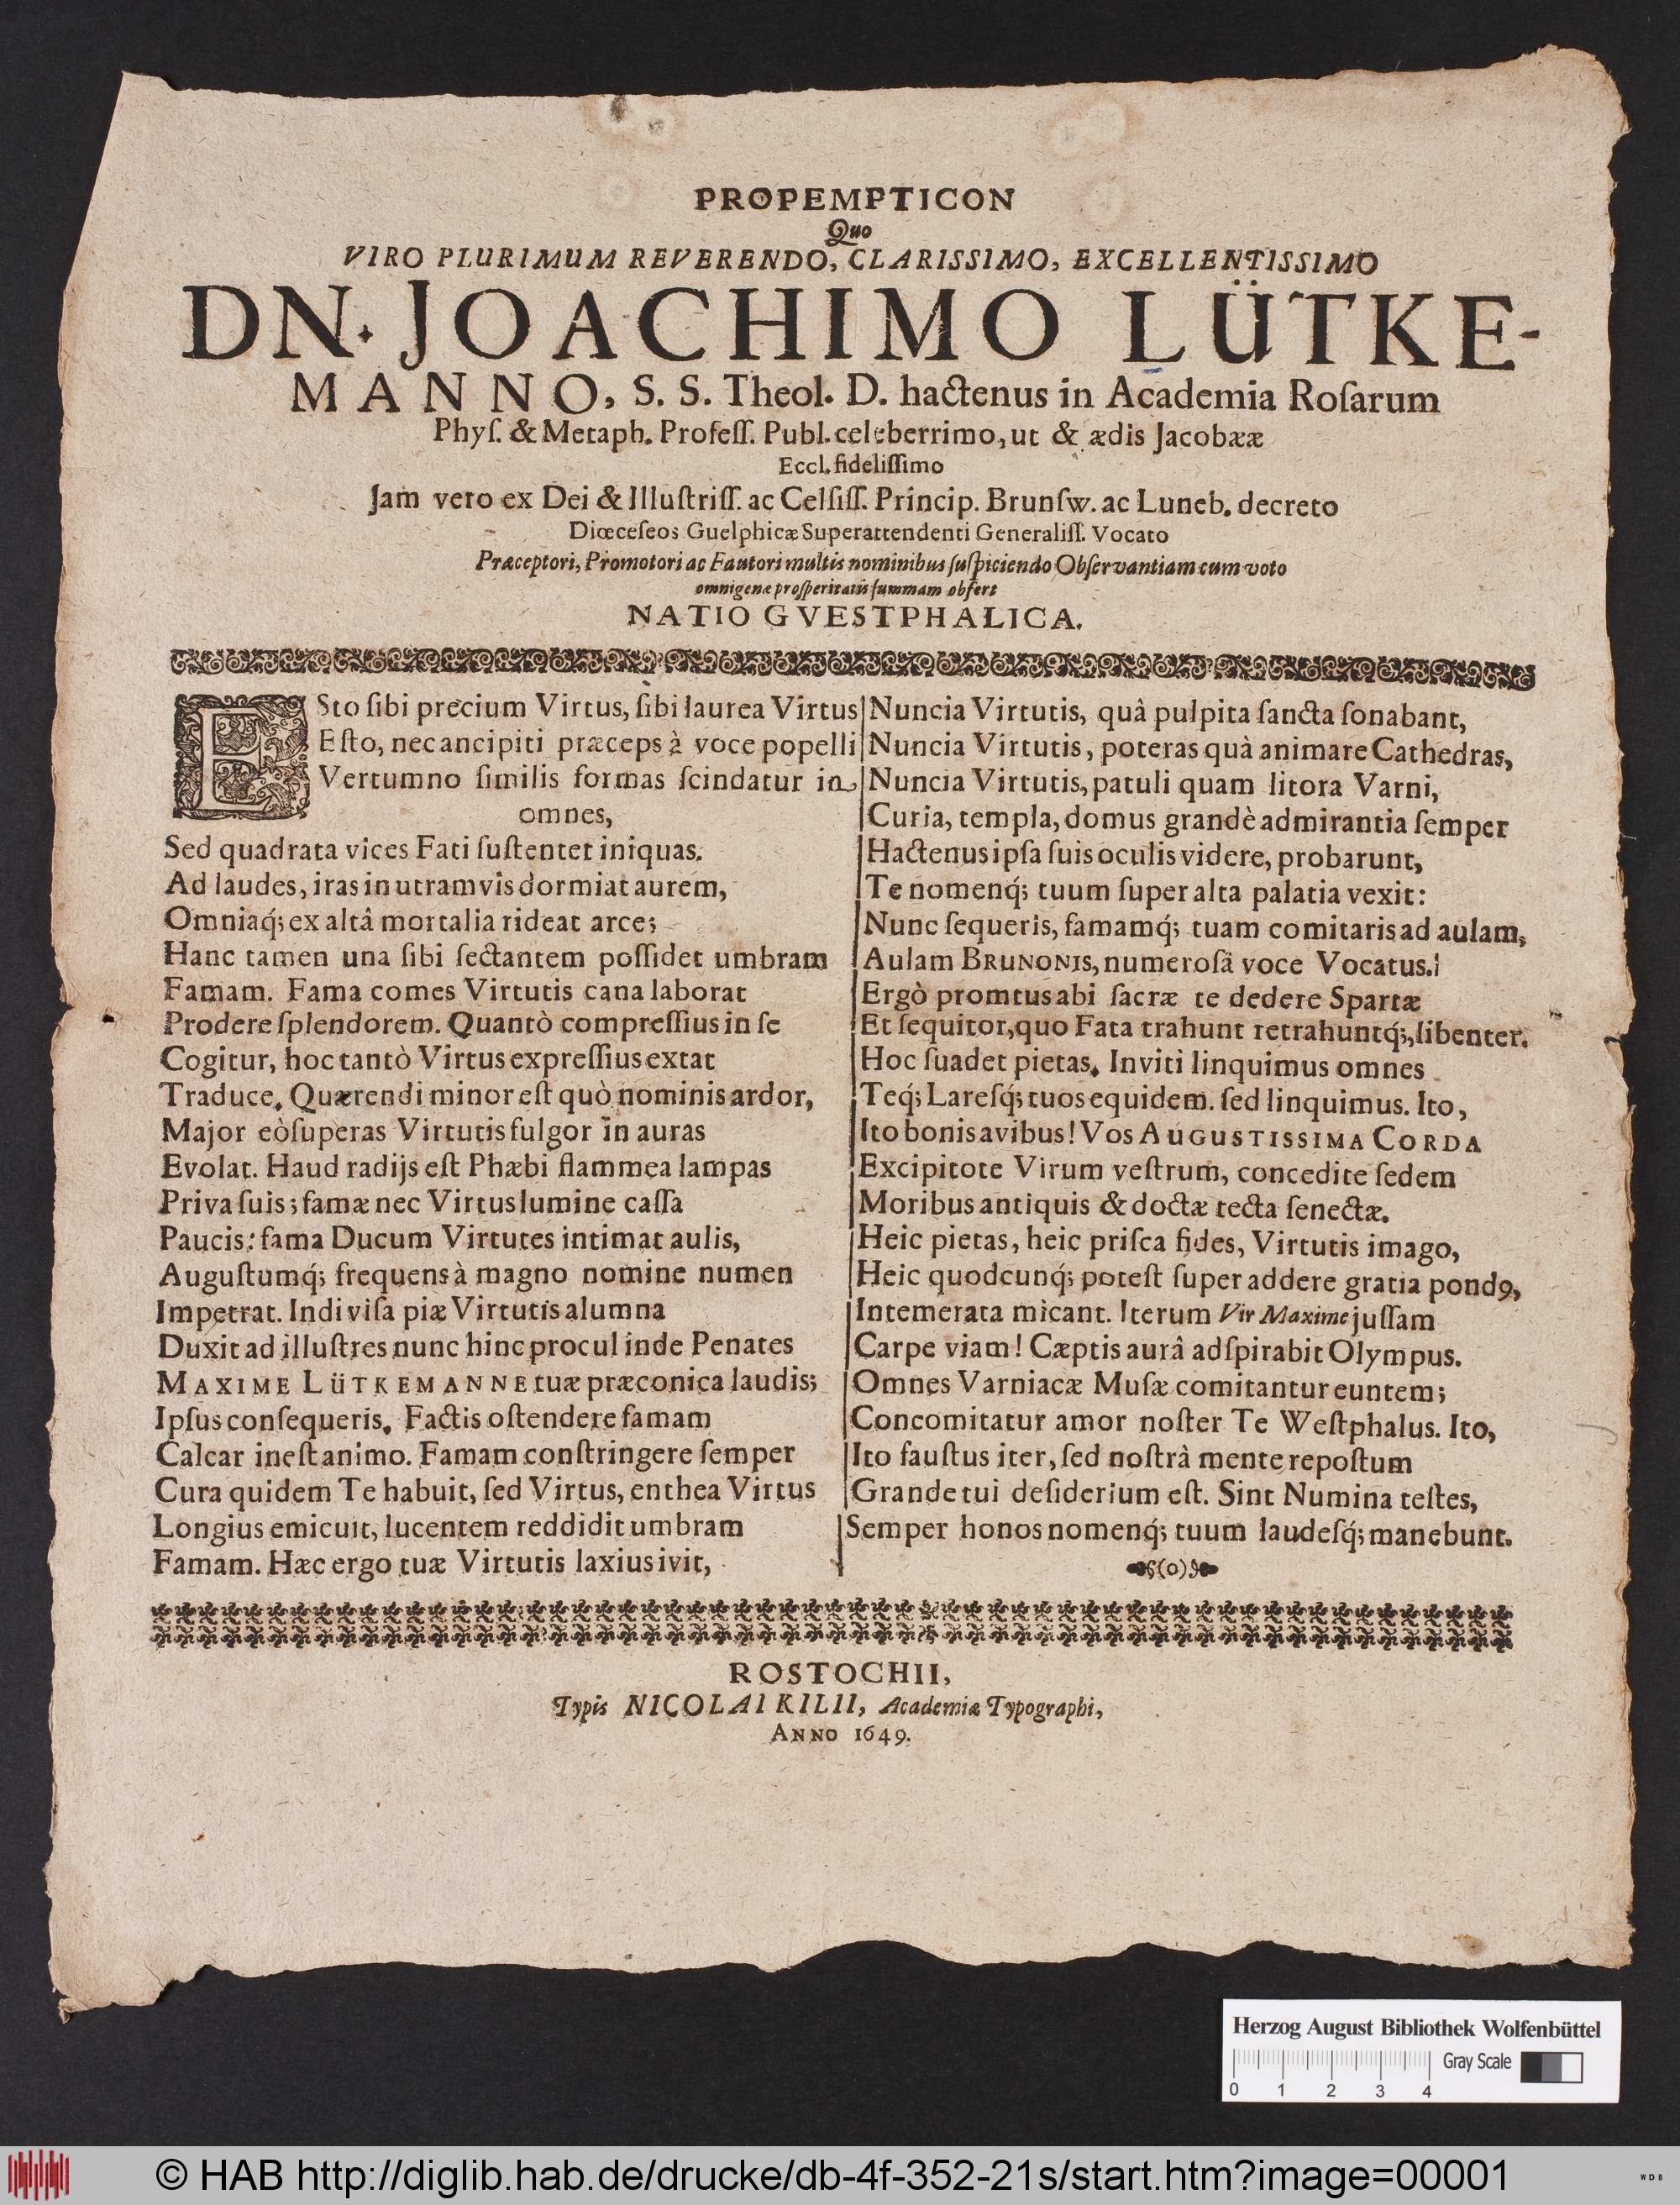 PROPEMPTICON
Quo
VIRO PLURIMUM REVERENDO, CLARISSIMO, EXCELLENTISSIMO
DN. JOACHIMO LÜTKE-
MANNO, S. S. Theol. D. hactenus in Academia Roſarum
Phyſ. & Metaph. Profeſſ. Publ. celeberrimo, ut & ædis Jacobææ
Eccl. fideliſſimo
Jam vero ex Dei & Illuſtriſſ. ac Celſiſſ. Princip. Brunſw. ac Luneb. decreto
Diœceſeos Guelphicæ Superattendenti Generaliſſ. Vocato
Præceptori, Promotori ac Fautori multis nominibus ſuſpiciendo Obſervantiam cum voto
omnigenæ proſperitatis ſummam obfert
NATIO GVESTPHALICA.
ESto ſibi precium Virtus, ſibi laurea Virtus
Eſto, nec ancipiti præceps à voce popelli
Vertumno ſimilis formas ſcindatur in
omnes,
Sed quadrata vices Fati ſuſtentet iniquas.
Ad laudes, iras in utramvis dormiat aurem,
Omniaq́; ex altâ mortalia rideat arce;
Hanc tamen una ſibi ſectantem poſſidet umbram
Famam. Fama comes Virtutis cana laborat
Prodere ſplendorem. Quantò compreſſius in ſe
Cogitur, hoc tantò Virtus expreſſius extat
Traduce. Quærendi minor eſt quò nominis ardor,
Major eò ſuperas Virtutis fulgor in auras
Evolat. Haud radijs eſt Phæbi flammea lampas
Priva ſuis; famæ nec Virtus lumine caſſa
Paucis: fama Ducum Virtutes intimat aulis,
Auguſtumq́; frequens à magno nomine numen
Impetrat. Indiviſa piæ Virtutis alumna
Duxit ad illuſtres nunc hinc procul inde Penates
MAXIME LÜTKEMANNE tuæ præconica laudis;
Ipſus conſequeris. Factis oſtendere famam
Calcar ineſt animo. Famam conſtringere ſemper
Cura quidem Te habuit, ſed Virtus, enthea Virtus
Longius emicuit, lucentem reddidit umbram
Famam. Hæc ergo tuæ Virtutis laxius ivit,
Nuncia Virtutis, quà pulpita ſancta ſonabant,
Nuncia Virtutis, poteras quà animare Cathedras,
Nuncia Virtutis, patuli quam litora Varni,
Curia, templa, domus grandè admirantia ſemper
Hactenus ipſa ſuis oculis videre, probarunt,
Te nomenq́; tuum ſuper alta palatia vexit:
Nunc ſequeris, famamq́; tuam comitaris ad aulam,
Aulam BRUNONIS, numeroſâ voce Vocatus.
Ergò promtus abi ſacræ te dedere Spartæ
Et ſequitor, quo Fata trahunt retrahuntq́;, libenter.
Hoc ſuadet pietas. Inviti linquimus omnes
Teq́; Lareſq́; tuos equidem. ſed linquimus. Ito,
Ito bonis avibus! Vos AUGUSTISSIMA CORDA
Excipitote Virum veſtrum, concedite ſedem
Moribus antiquis & doctæ tecta ſenectæ.
Heic pietas, heic priſca fides, Virtutis imago,
Heic quodcunq́; poteſt ſuper addere gratia pondꝰ,
Intemerata micant. Iterum Vir Maxime juſſam
Carpe viam! Cæptis aurâ adſpirabit Olympus.
Omnes Varniacæ Muſæ comitantur euntem;
Concomitatur amor noſter Te Weſtphalus. Ito,
Ito fauſtus iter, ſed noſtrà mente repoſtum
Grande tui deſiderium eſt. Sint Numina teſtes,
Semper honos nomenq́; tuum laudeſq́; manebunt.
(o)
ROSTOCHII,
Typis NICOLAI KILII, Academiæ Typographi,
ANNO 1649.
Herzog August Bibliothek Wolfenbüttel
Gray Scale
0 1 2 3 4
© HAB http://diglib.hab.de/drucke/db-4f-352-21s/start.htm?image=00001
WDB